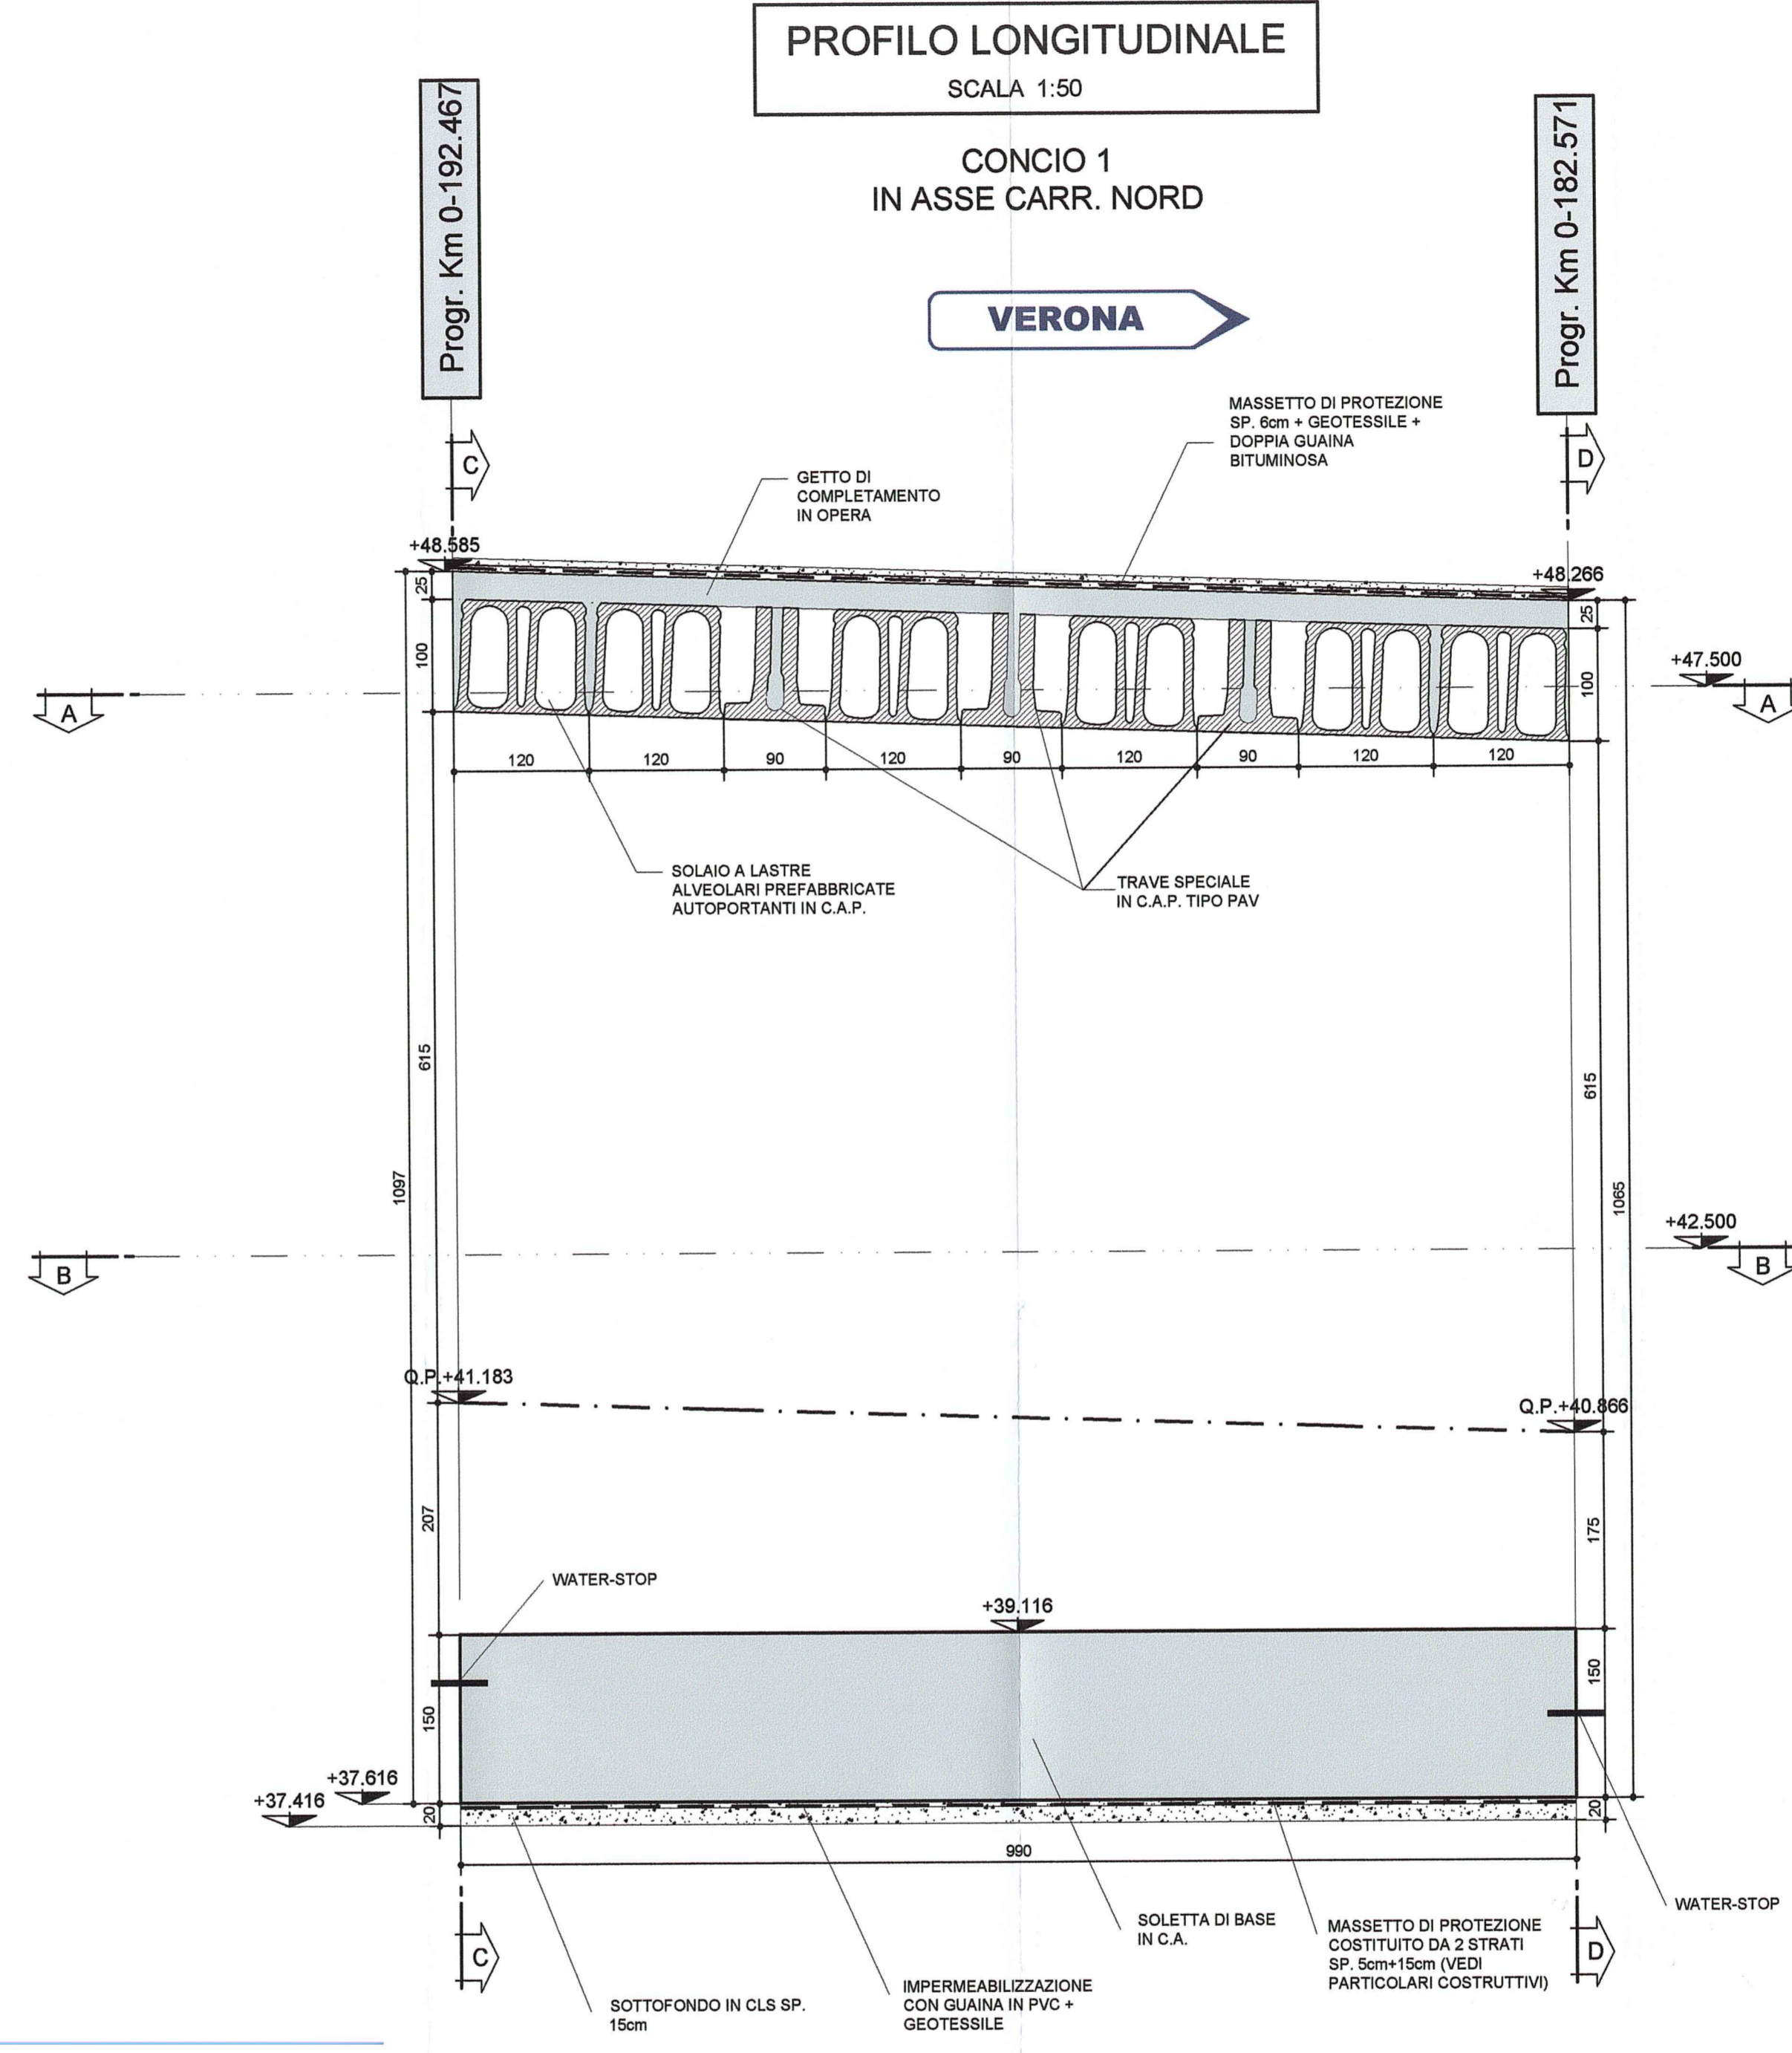 PROFILO LONGITUDINALE
SCALA 1:50
CONCIO 1
IN ASSE CARR. NORD
Progr. Km 0-192.467
Progr. Km 0-182.571
VERONA
C
D
MASSETTO DI PROTEZIONE
SP. 6cm + GEOTESSILE +
DOPPIA GUAINA
BITUMINOSA
GETTO DI
COMPLETAMENTO
IN OPERA
+48.585
+48.266
25
25
100
100
+47.500
A
A
120
120
90
120
90
120
90
120
120
SOLAIO A LASTRE
ALVEOLARI PREFABBRICATE
AUTOPORTANTI IN C.A.P.
TRAVE SPECIALE
IN C.A.P. TIPO PAV
615
615
1097
1065
+42.500
B
B
Q.P.+41.183
Q.P.+40.866
207
175
WATER-STOP
+39.116
150
150
+37.616
+37.416
20
20
990
WATER-STOP
C
D
SOLETTA DI BASE
IN C.A.
MASSETTO DI PROTEZIONE
COSTITUITO DA 2 STRATI
SP. 5cm+15cm (VEDI
PARTICOLARI COSTRUTTIVI)
IMPERMEABILIZZAZIONE
CON GUAINA IN PVC +
GEOTESSILE
SOTTOFONDO IN CLS SP.
15cm